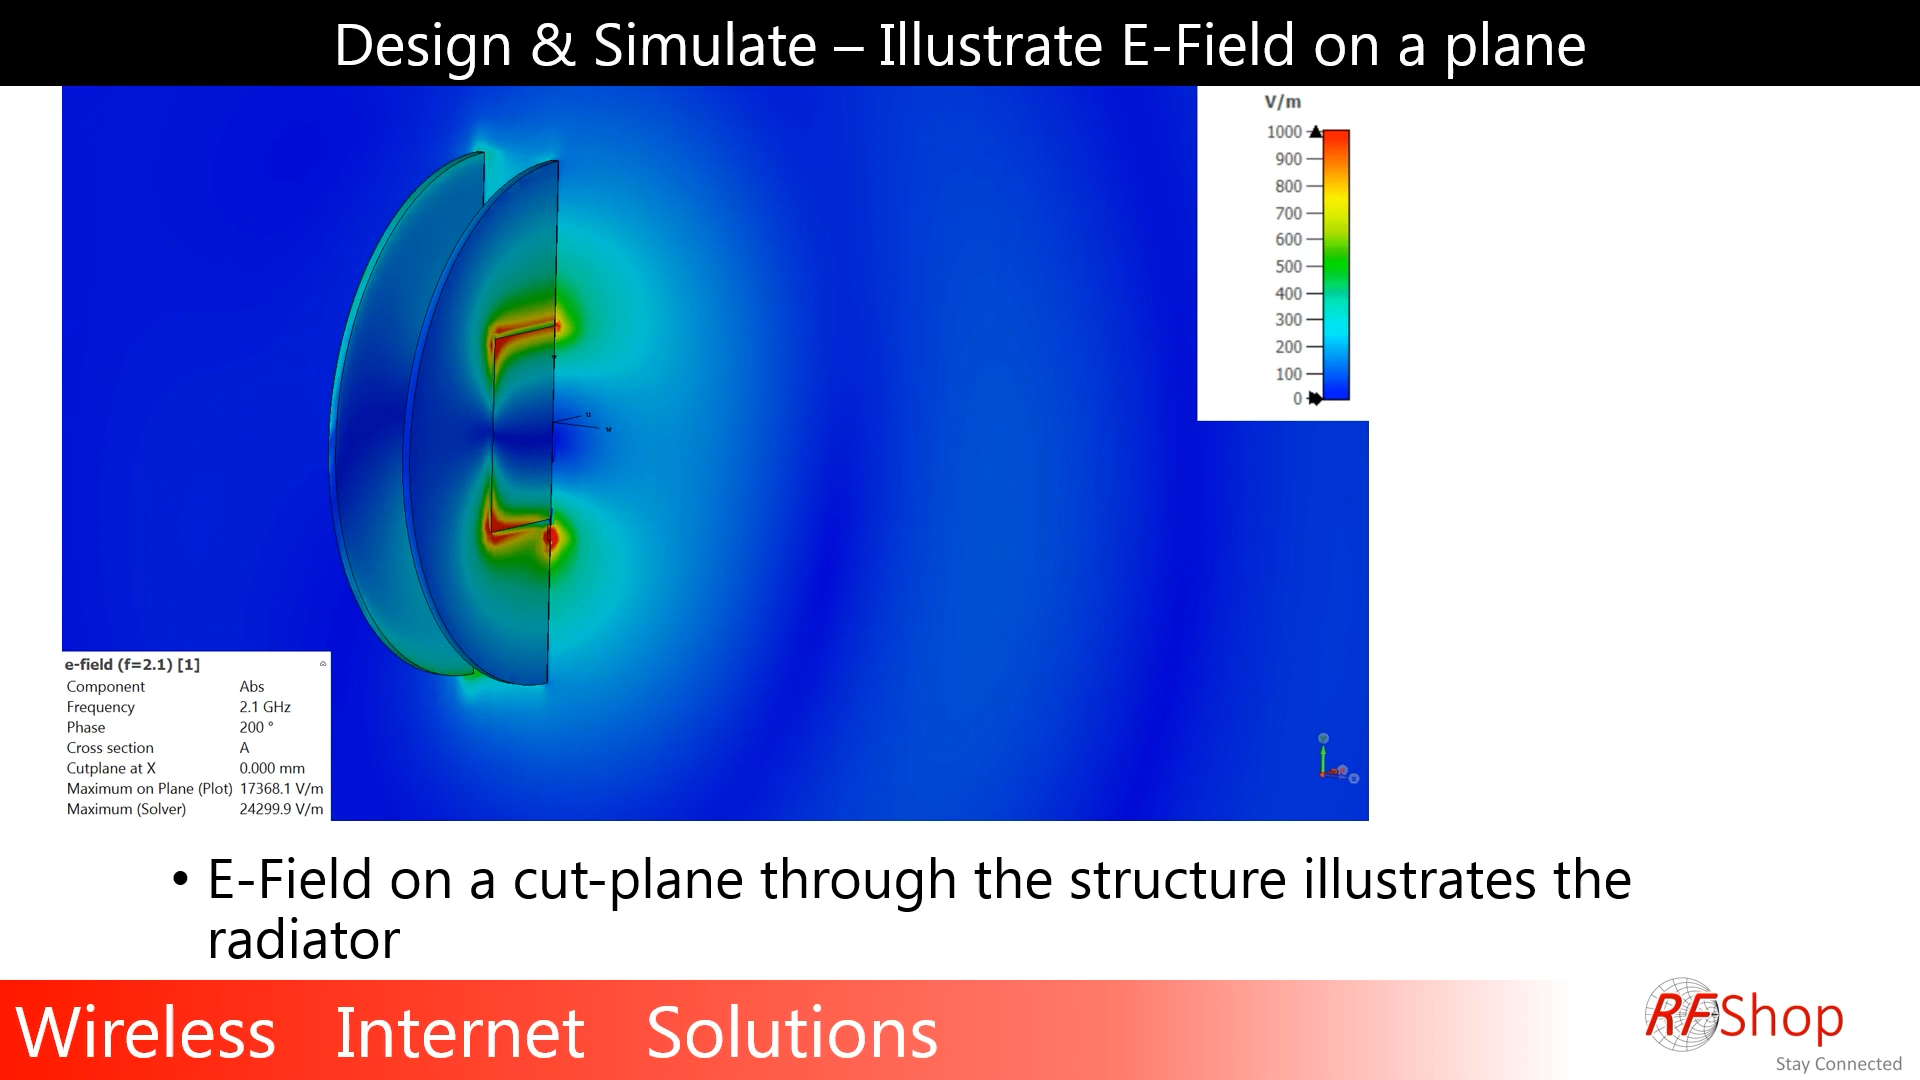 Design & Simulate – Illustrate E-Field on a plane
V/m
1000
900
800
700
600
500
400
300
200
100
0
u
w
e-field (f=2.1) [1]
Component Abs
Frequency 2.1 GHz
Phase 200 °
Cross section A
Cutplane at X 0.000 mm
Maximum on Plane (Plot) 17368.1 V/m
Maximum (Solver) 24299.9 V/m
• E-Field on a cut-plane through the structure illustrates the
radiator
Wireless Internet Solutions
RFShop
Stay Connected